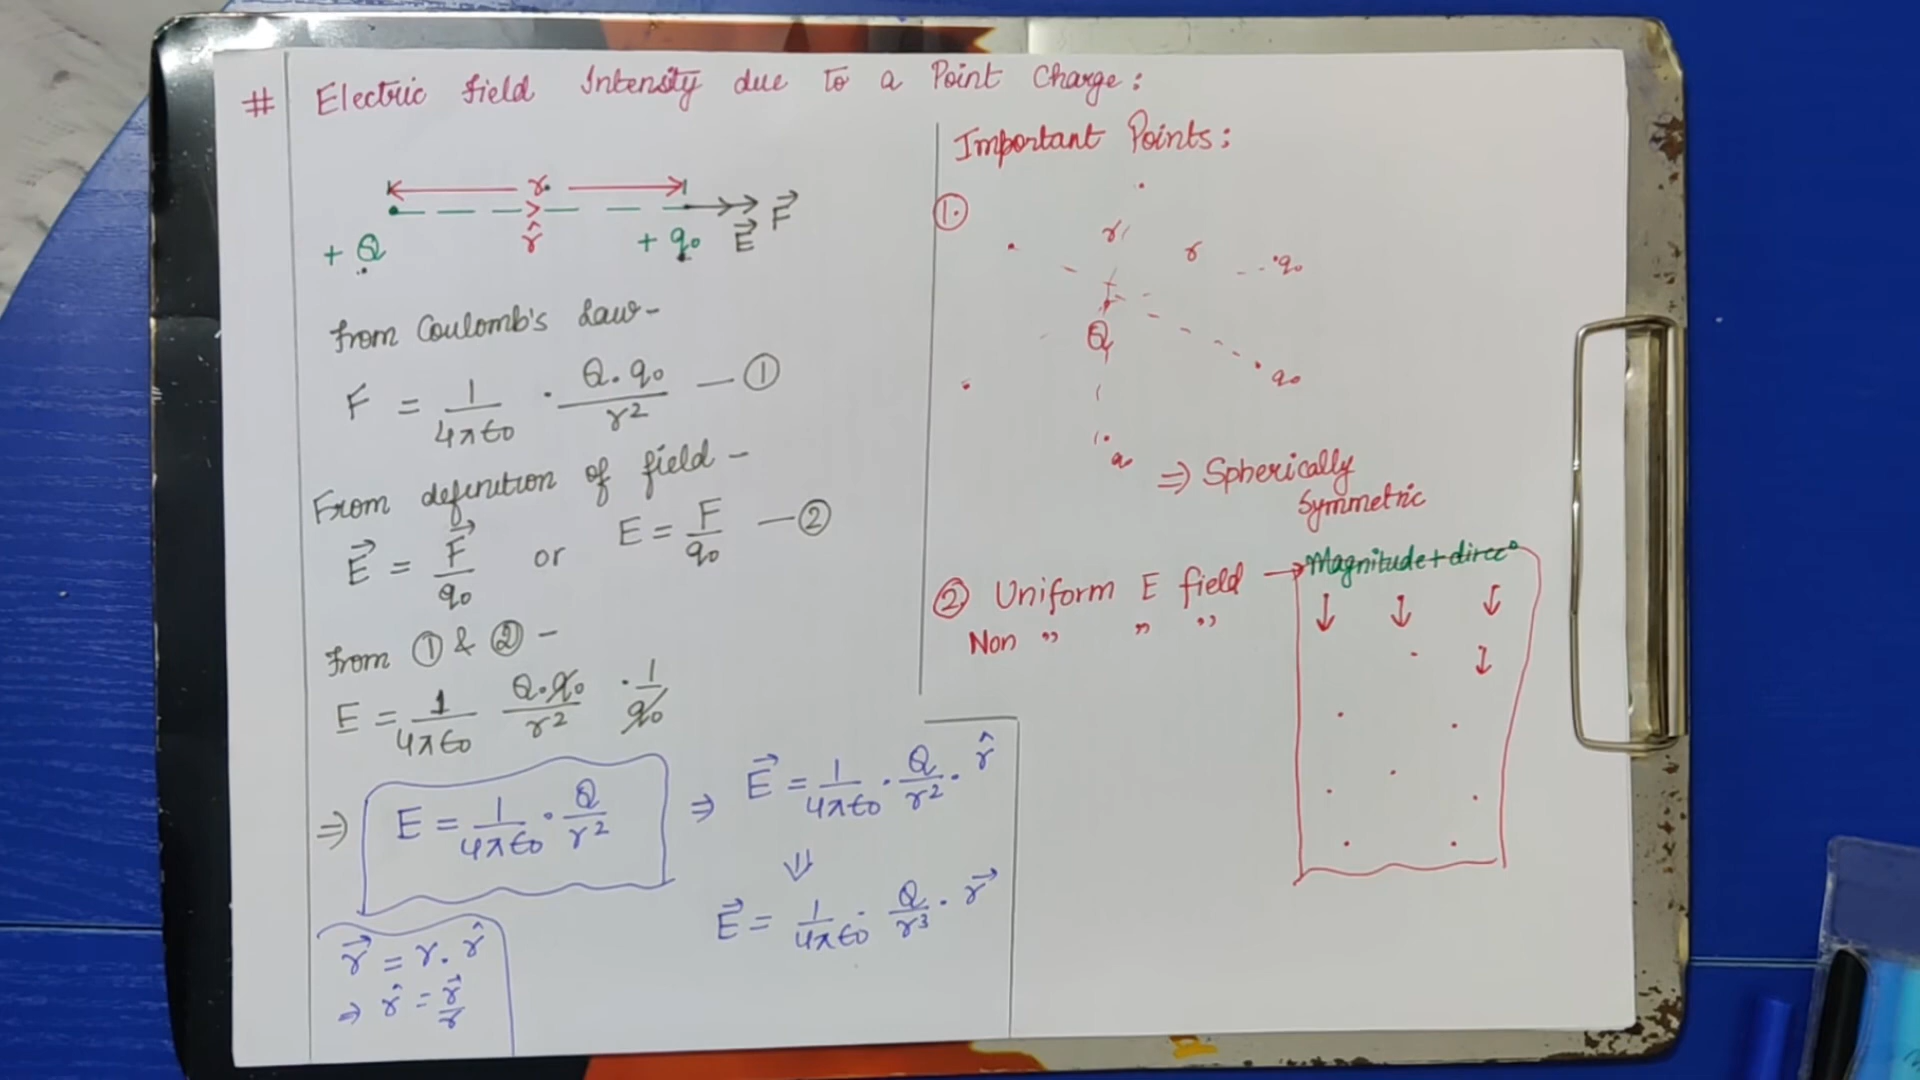 # Electric field Intensity due to a Point Charge:
r
r̂
+ Q
+ q₀
E⃗
F⃗
from Coulomb's Law-
F = 1/4πε₀ · Q.q₀/r² — ①
From definition of field -
E⃗ = F⃗/q₀ or E = F/q₀ — ②
from ① & ② -
E = 1/4πε₀ Q.q₀/r² · 1/q₀
⇒ E = 1/4πε₀ · Q/r²
⇒ E⃗ = 1/4πε₀ · Q/r² · r̂
⇓
E⃗ = 1/4πε₀ · Q/r³ · r⃗
r⃗ = r. r̂
⇒ r̂ = r⃗/r
Important Points:
①
r
r
q₀
Q
q₀
⇒ Spherically
Symmetric
② Uniform E field → Magnitude + direcº
Non " " "